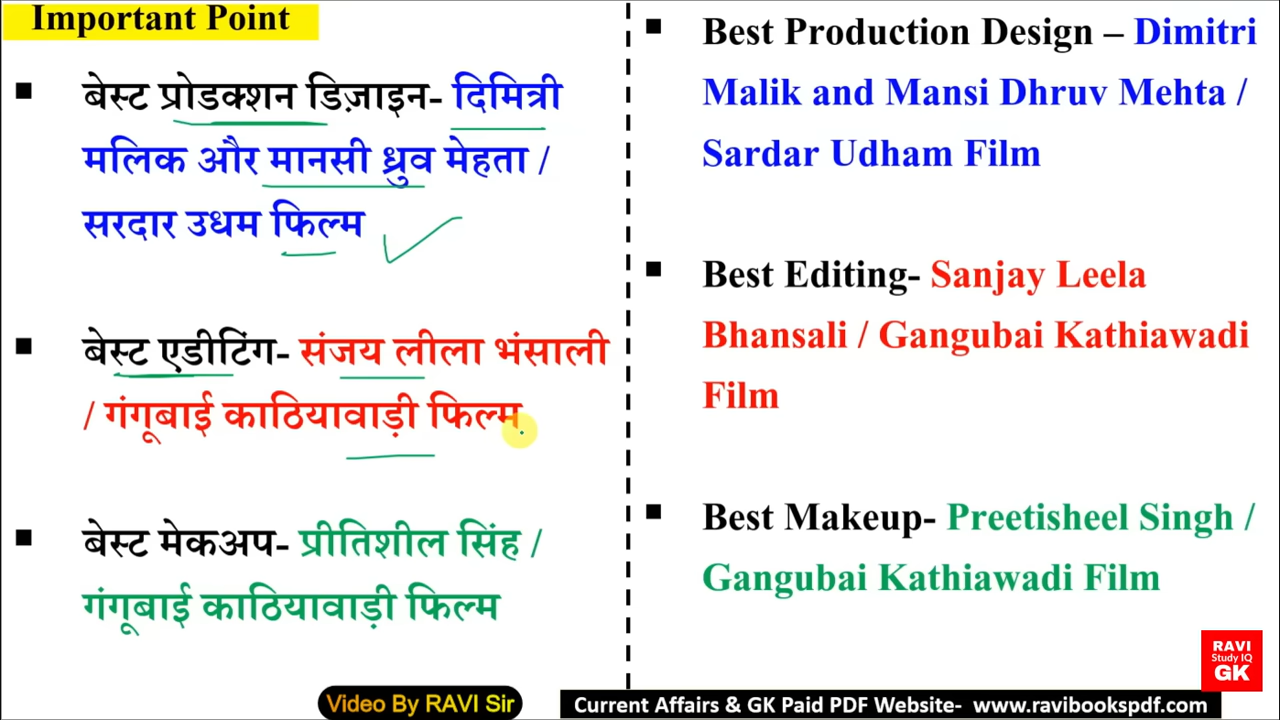 Important Point
▪ बेस्ट प्रोडक्शन डिज़ाइन- दिमित्री
मलिक और मानसी ध्रुव मेहता /
सरदार उधम फिल्म
▪ बेस्ट एडीटिंग- संजय लीला भंसाली
/ गंगूबाई काठियावाड़ी फिल्म
▪ बेस्ट मेकअप- प्रीतिशील सिंह /
गंगूबाई काठियावाड़ी फिल्म
▪ Best Production Design – Dimitri
Malik and Mansi Dhruv Mehta /
Sardar Udham Film
▪ Best Editing- Sanjay Leela
Bhansali / Gangubai Kathiawadi
Film
▪ Best Makeup- Preetisheel Singh /
Gangubai Kathiawadi Film
RAVI
Study IQ
GK
Video By RAVI Sir
Current Affairs & GK Paid PDF Website- www.ravibookspdf.com